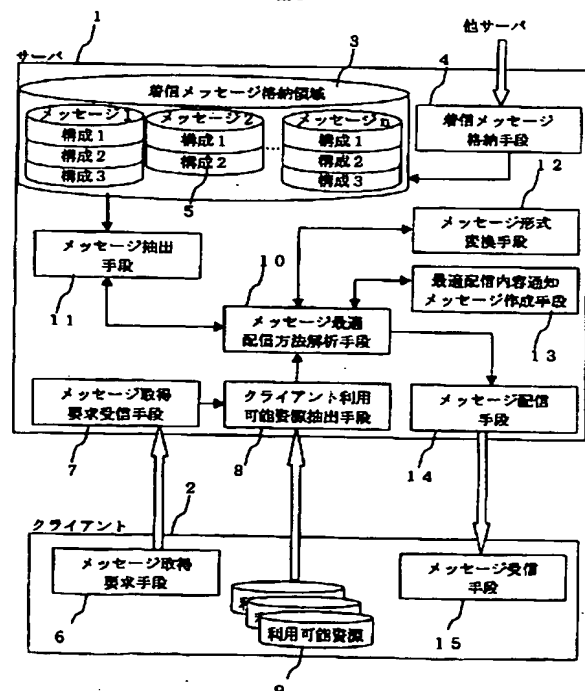 1
サーバ
3
他サーバ
4
着信メッセージ格納領域
メッセージ1
構成1
構成2
構成3
メッセージ2
構成1
構成2
5
…
メッセージn
構成1
構成2
構成3
着信メッセージ
格納手段
12
メッセージ形式
変換手段
メッセージ抽出
手段
11
10
メッセージ最適
配信方法解析手段
最適配信内容通知
メッセージ作成手段
13
メッセージ取得
要求受信手段
7
クライアント利用
可能資源抽出手段
8
メッセージ配信
手段
14
2
クライアント
メッセージ取得
要求手段
6
利用可能資源
9
メッセージ受信
手段
15